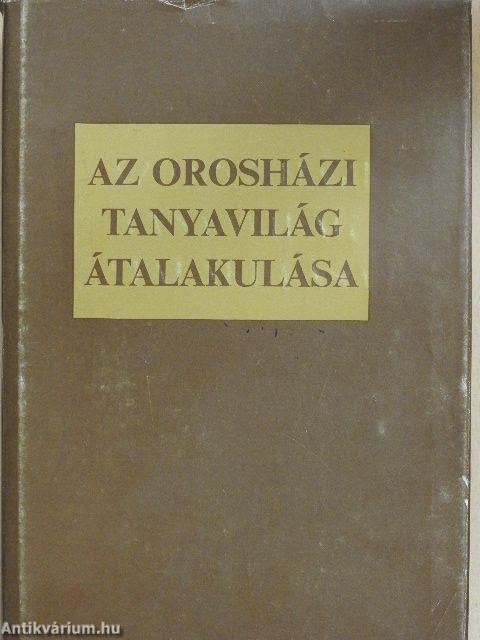 AZ OROSHÁZI
TANYAVILÁG
ÁTALAKULÁSA
Antikvárium.hu